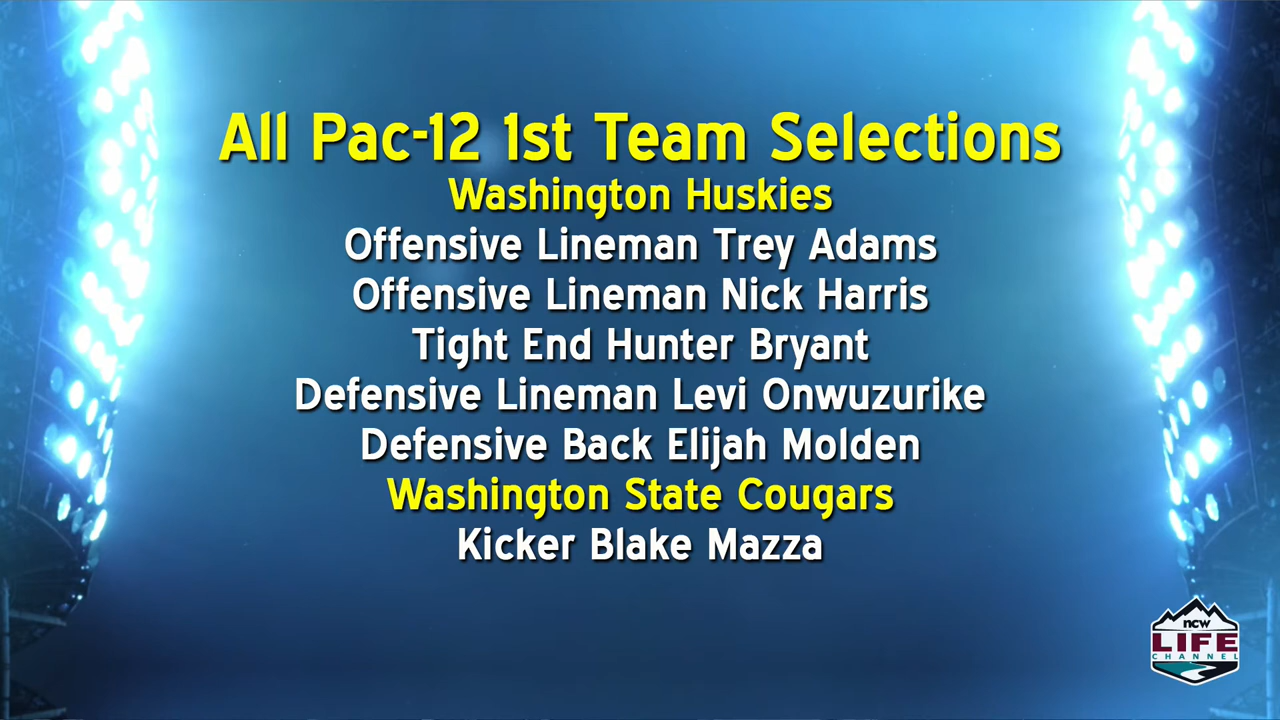 All Pac-12 1st Team Selections
Washington Huskies
Offensive Lineman Trey Adams
Offensive Lineman Nick Harris
Tight End Hunter Bryant
Defensive Lineman Levi Onwuzurike
Defensive Back Elijah Molden
Washington State Cougars
Kicker Blake Mazza
ncw
LIFE
CHANNEL